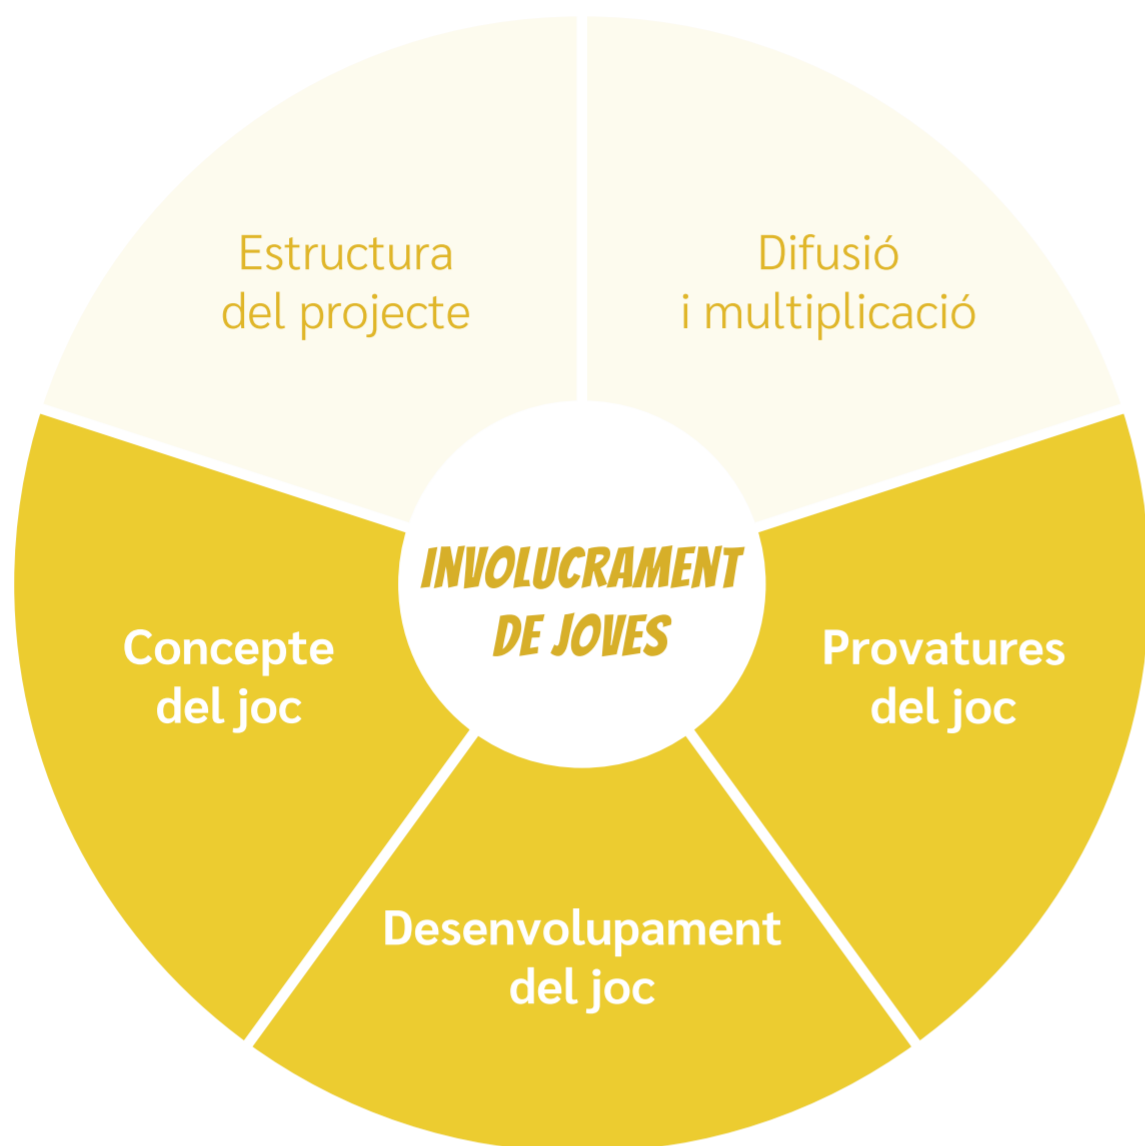 Estructura
del projecte
Difusió
i multiplicació
INVOLUCRAMENT
DE JOVES
Concepte
del joc
Provatures
del joc
Desenvolupament
del joc